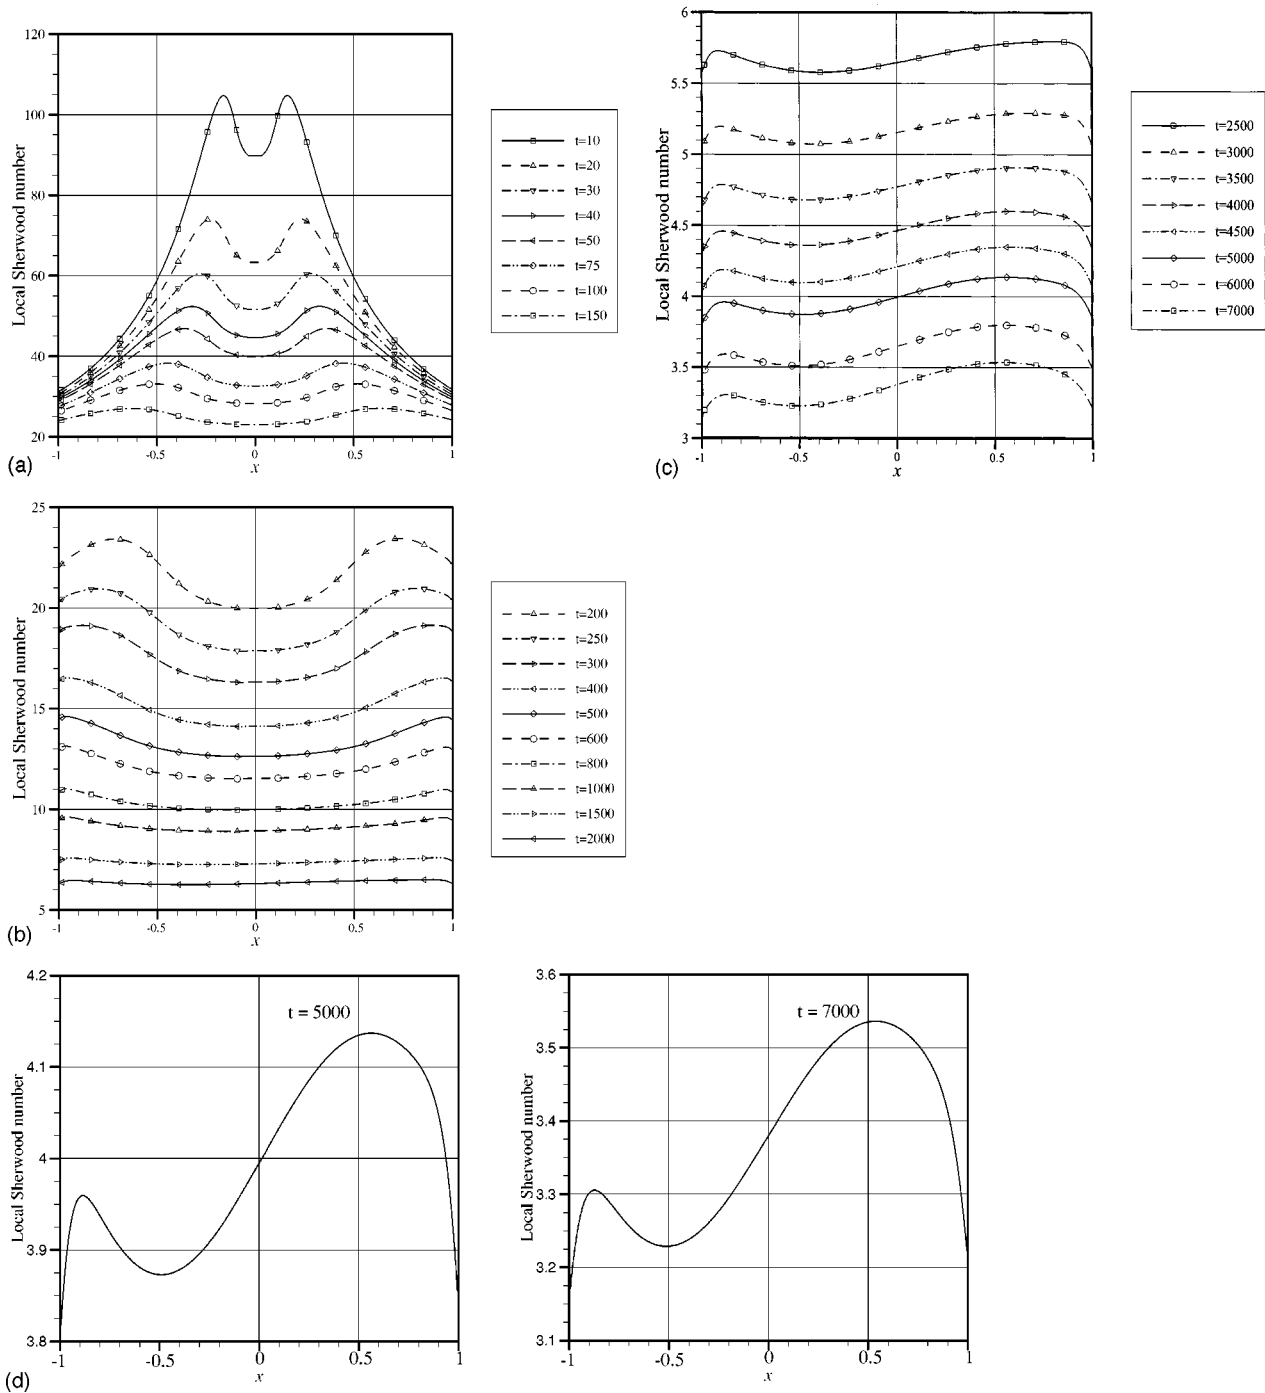 120
100
80
60
40
20
-1
-0.5
0
0.5
1
x
Local Sherwood number
(a)
t=10
t=20
t=30
t=40
t=50
t=75
t=100
t=150
6
5.5
5
4.5
4
3.5
3
-1
-0.5
0
0.5
1
x
Local Sherwood number
(c)
t=2500
t=3000
t=3500
t=4000
t=4500
t=5000
t=6000
t=7000
25
20
15
10
5
-1
-0.5
0
0.5
1
x
Local Sherwood number
(b)
t=200
t=250
t=300
t=400
t=500
t=600
t=800
t=1000
t=1500
t=2000
4.2
4.1
4
3.9
3.8
-1
-0.5
0
0.5
1
x
Local Sherwood number
t = 5000
(d)
3.6
3.5
3.4
3.3
3.2
3.1
-1
-0.5
0
0.5
1
x
Local Sherwood number
t = 7000